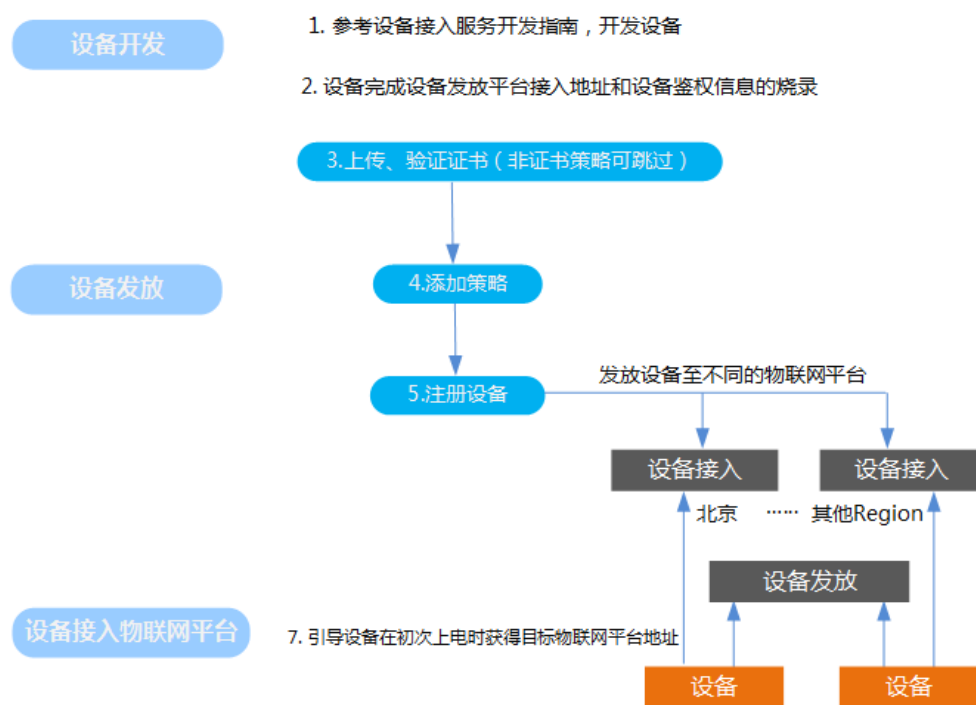 1. 参考设备接入服务开发指南，开发设备
设备开发
2. 设备完成设备发放平台接入地址和设备鉴权信息的烧录
3.上传、验证证书（非证书策略可跳过）
设备发放
4.添加策略
5.注册设备
发放设备至不同的物联网平台
设备接入
设备接入
北京 ······ 其他Region
设备发放
设备接入物联网平台
7. 引导设备在初次上电时获得目标物联网平台地址
设备
设备